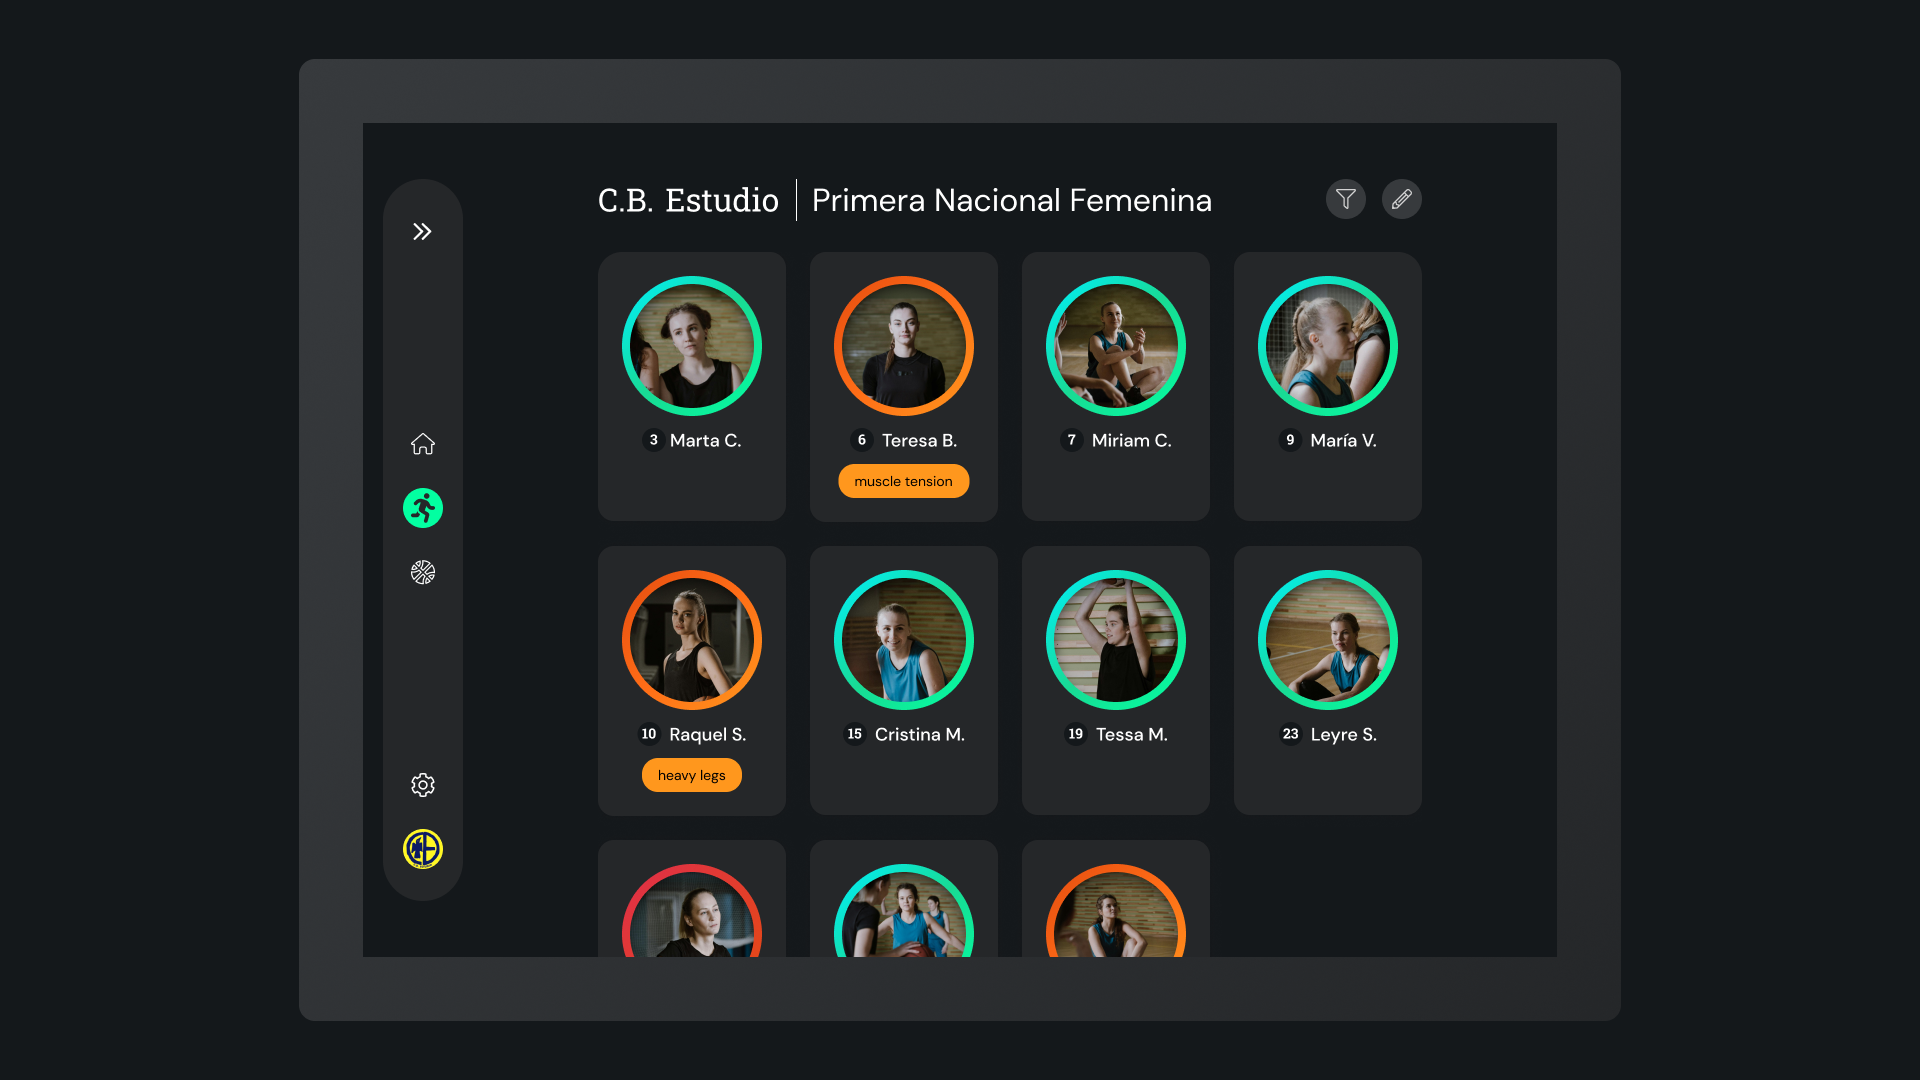 C.B. Estudio Primera Nacional Femenina
3 Marta C.
6 Teresa B.
muscle tension
7 Miriam C.
9 María V.
10 Raquel S.
heavy legs
15 Cristina M.
19 Tessa M.
23 Leyre S.